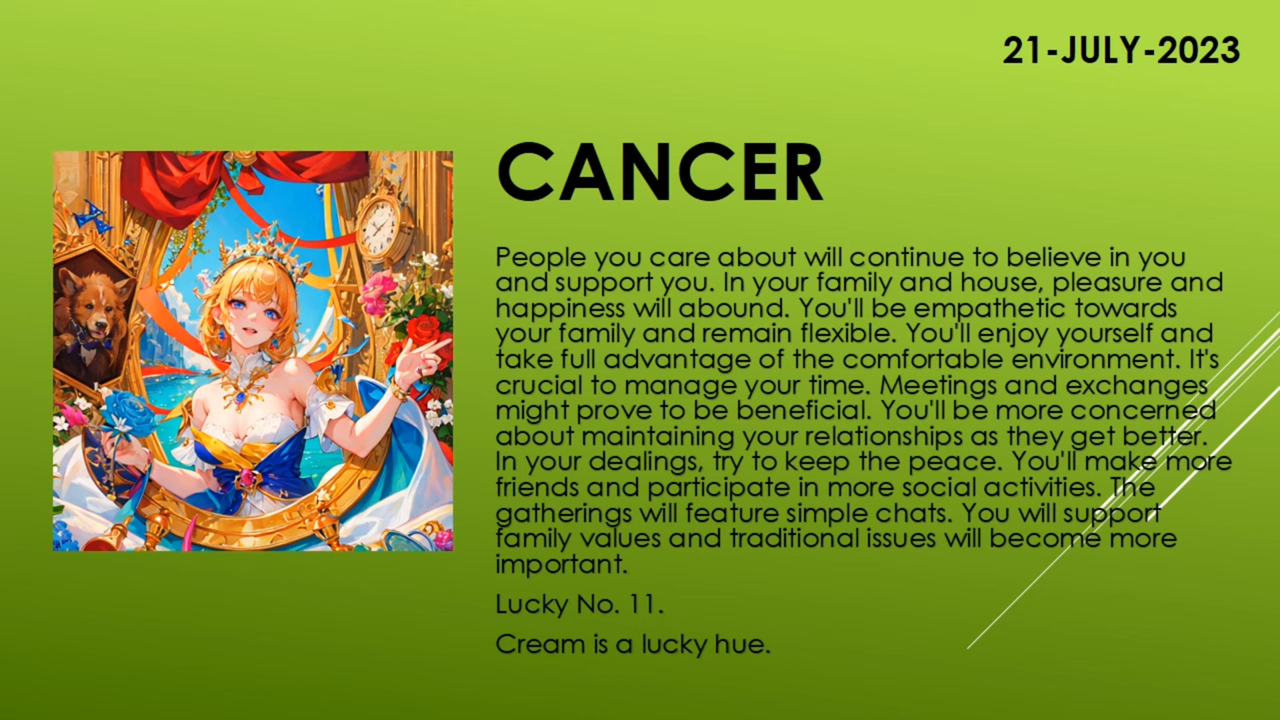 21-JULY-2023
CANCER
People you care about will continue to believe in you
and support you. In your family and house, pleasure and
happiness will abound. You'll be empathetic towards
your family and remain flexible. You'll enjoy yourself and
take full advantage of the comfortable environment. It's
crucial to manage your time. Meetings and exchanges
might prove to be beneficial. You'll be more concerned
about maintaining your relationships as they get better.
In your dealings, try to keep the peace. You'll make more
friends and participate in more social activities. The
gatherings will feature simple chats. You will support
family values and traditional issues will become more
important.
Lucky No. 11.
Cream is a lucky hue.